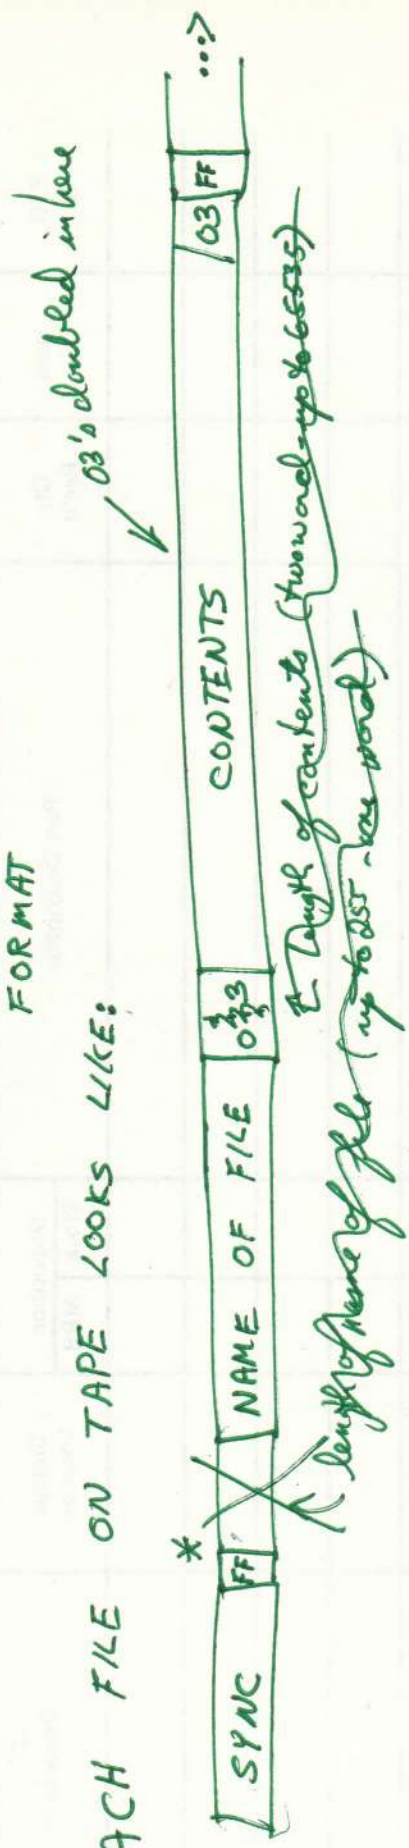 FORMAT
ACH FILE ON TAPE LOOKS LIKE:
03's doubled in here
*
SYNC FF NAME OF FILE 03 CONTENTS 03 FF ...>
length of contents (two word - up to 65535)
length of name of file (up to 255 - one word)